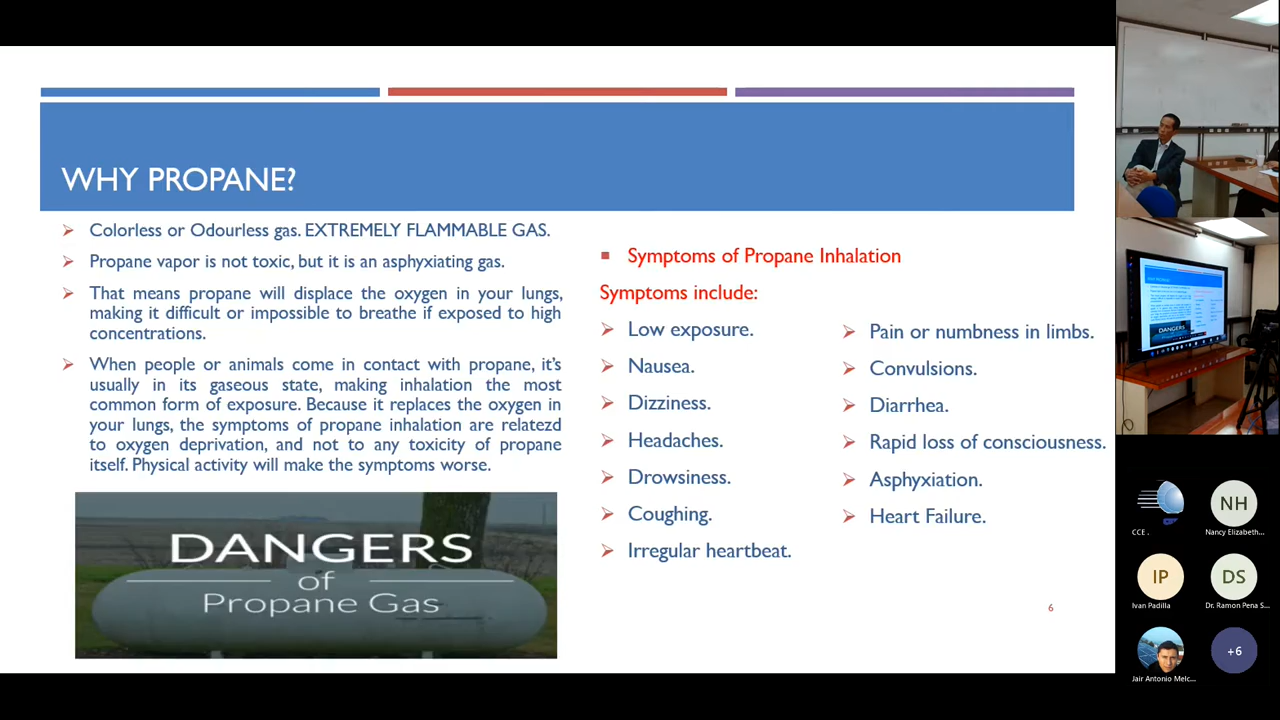 WHY PROPANE?
Colorless or Odourless gas. EXTREMELY FLAMMABLE GAS.
Propane vapor is not toxic, but it is an asphyxiating gas.
That means propane will displace the oxygen in your lungs,
making it difficult or impossible to breathe if exposed to high
concentrations.
When people or animals come in contact with propane, it's
usually in its gaseous state, making inhalation the most
common form of exposure. Because it replaces the oxygen in
your lungs, the symptoms of propane inhalation are relatezd
to oxygen deprivation, and not to any toxicity of propane
itself. Physical activity will make the symptoms worse.
DANGERS
of
Propane Gas
Symptoms of Propane Inhalation
Symptoms include:
Low exposure.
Nausea.
Dizziness.
Headaches.
Drowsiness.
Coughing.
Irregular heartbeat.
Pain or numbness in limbs.
Convulsions.
Diarrhea.
Rapid loss of consciousness.
Asphyxiation.
Heart Failure.
6
CCE .
NH
Nancy Elizabeth...
IP
Ivan Padilla
DS
Dr. Ramon Pena S...
Jair Antonio Melc...
+6